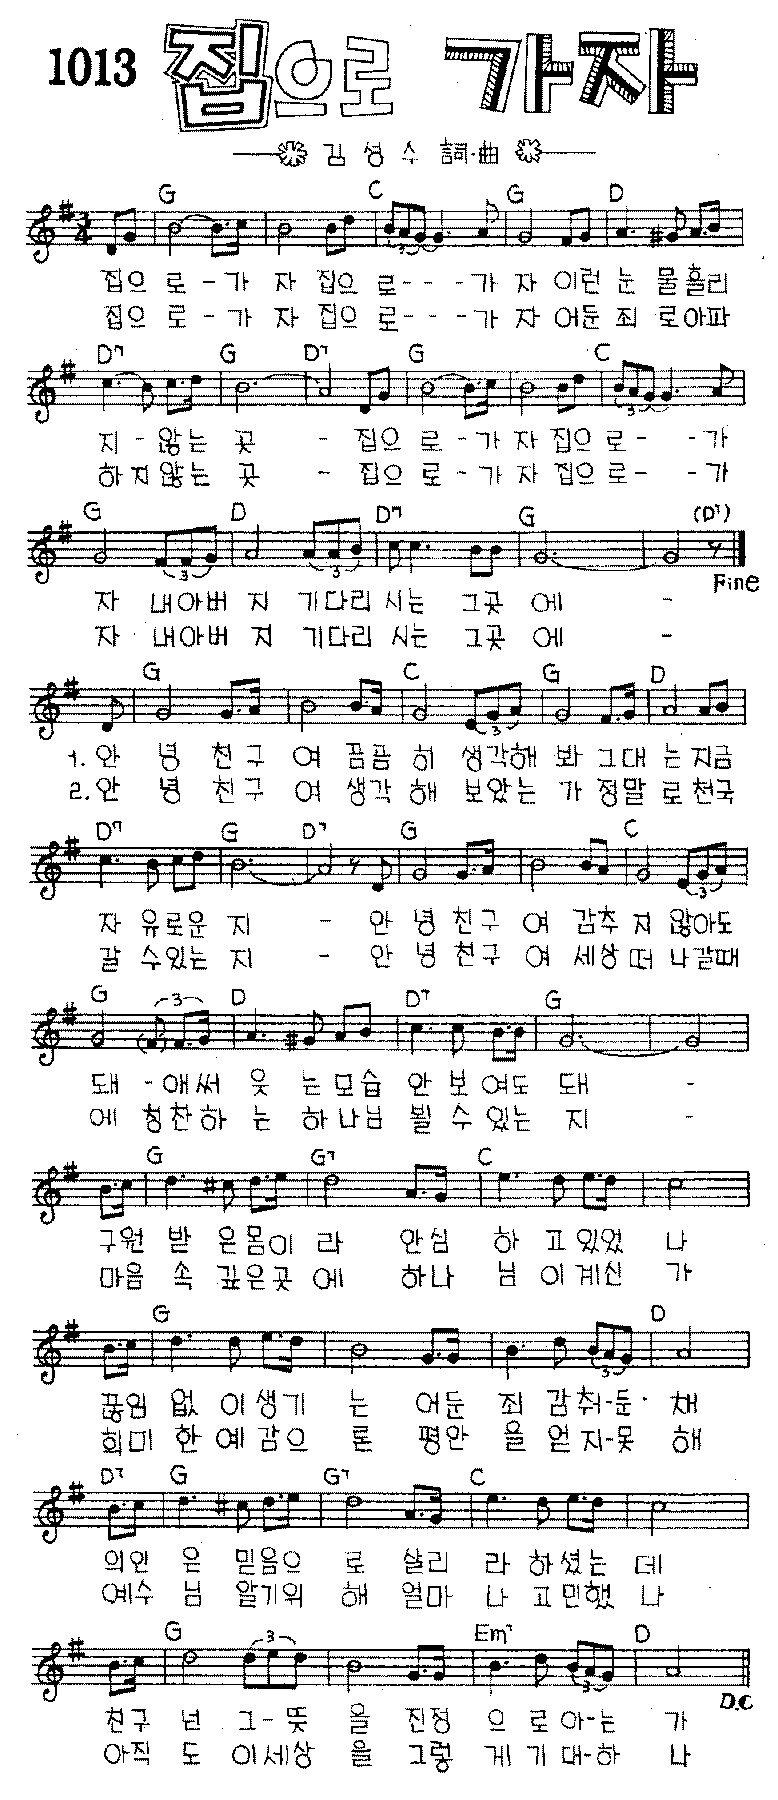 1013 집으로 가자
김성수 詞·曲
G C G D
집으 로 - 가 자 집으 로 - - - 가 자 이런 눈 물흘리
집으 로 - 가 자 집으 로 - - - 가 자 어둔 죄 로아파
D7 G D7 G C
지 - 않는 곳 - 집으 로 - 가 자 집으 로 - - 가
하지않는 곳 - 집으 로 - 가 자 집으 로 - - 가
G D D7 G (D7)
Fine
자 내아버 지 기다리 시는 그곳 에 -
자 내아버 지 기다리 시는 그곳 에 -
G C G D
1. 안 녕 친구 여 곰곰 히 생각해 봐 그대 는지금
2. 안 녕 친구 여 생각 해 보았는 가 정말 로천국
D7 G D7 G C
자 유로운 지 - 안 녕 친구 여 감추 지 않아도
갈 수있는 지 - 안 녕 친구 여 세상 떠 나갈때
G 3 D D7 G
돼 - 애써 웃 는모습 안 보여도 돼 -
에 칭찬하 는 하나님 뵐 수있는 지 -
G G7 C
구원 받 은몸이 라 안심 하 고있었 나
마음 속 깊은곳 에 하나 님 이계신 가
G D
끊임 없 이생기 는 어둔 죄 감춰-둔 채
희미 한 예감으 론 평안 을 얻지-못 해
D7 G G7 C
의인 은 믿음으 로 살리 라 하셨는 데
예수 님 알기위 해 얼마 나 고민했 나
G 3 Em7 D
D.C
친구 넌 그-뜻 을 진정 으 로아-는 가
아직 도 이세상 을 그렇 게 기대-하 나